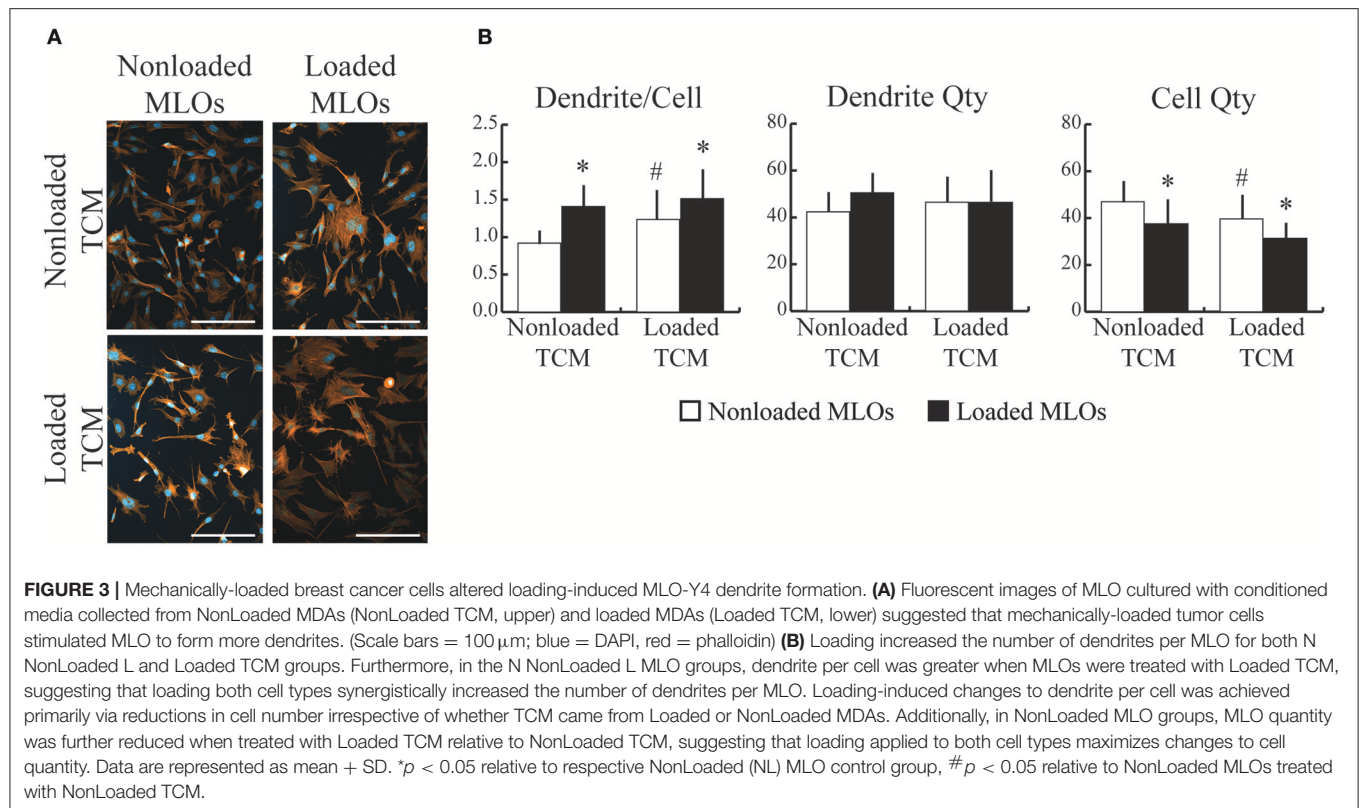 A
Nonloaded
MLOs
Loaded
MLOs
Nonloaded
TCM
Loaded
TCM
B
Dendrite/Cell
2.5
2.0
1.5
1.0
0.5
0.0
*
#
*
Nonloaded
TCM
Loaded
TCM
Dendrite Qty
80
60
40
20
0
Nonloaded
TCM
Loaded
TCM
Cell Qty
80
60
40
20
0
*
#
*
Nonloaded
TCM
Loaded
TCM
Nonloaded MLOs
Loaded MLOs
FIGURE 3 | Mechanically-loaded breast cancer cells altered loading-induced MLO-Y4 dendrite formation. (A) Fluorescent images of MLO cultured with conditioned
media collected from NonLoaded MDAs (NonLoaded TCM, upper) and loaded MDAs (Loaded TCM, lower) suggested that mechanically-loaded tumor cells
stimulated MLO to form more dendrites. (Scale bars = 100 μm; blue = DAPI, red = phalloidin) (B) Loading increased the number of dendrites per MLO for both N
NonLoaded L and Loaded TCM groups. Furthermore, in the N NonLoaded L MLO groups, dendrite per cell was greater when MLOs were treated with Loaded TCM,
suggesting that loading both cell types synergistically increased the number of dendrites per MLO. Loading-induced changes to dendrite per cell was achieved
primarily via reductions in cell number irrespective of whether TCM came from Loaded or NonLoaded MDAs. Additionally, in NonLoaded MLO groups, MLO quantity
was further reduced when treated with Loaded TCM relative to NonLoaded TCM, suggesting that loading applied to both cell types maximizes changes to cell
quantity. Data are represented as mean + SD. *p < 0.05 relative to respective NonLoaded (NL) MLO control group, #p < 0.05 relative to NonLoaded MLOs treated
with NonLoaded TCM.